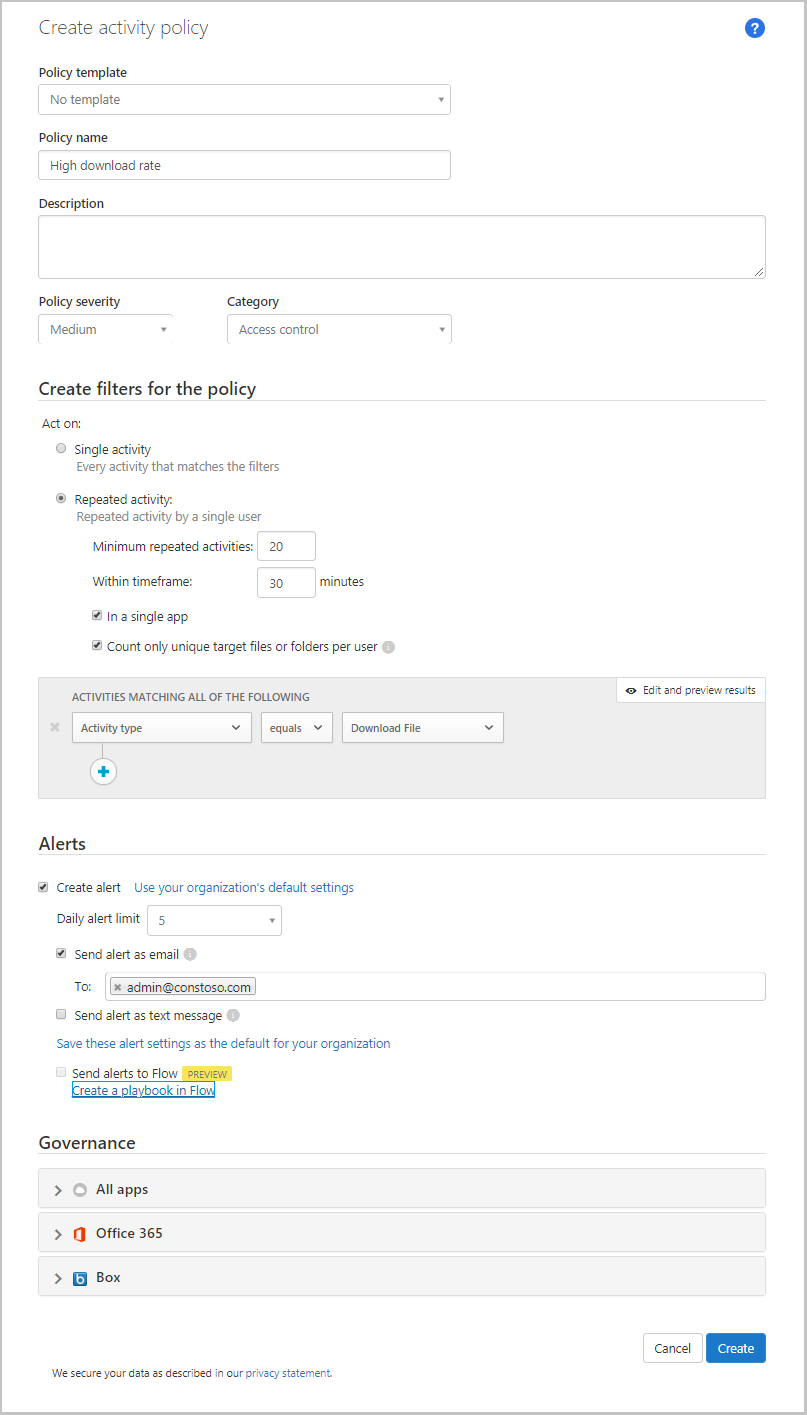 Create activity policy
?
Policy template
No template
Policy name
High download rate
Description
Policy severity Category
Medium Access control
Create filters for the policy
Act on:
Single activity
Every activity that matches the filters
Repeated activity:
Repeated activity by a single user
Minimum repeated activities: 20
Within timeframe: 30 minutes
In a single app
Count only unique target files or folders per user i
ACTIVITIES MATCHING ALL OF THE FOLLOWING Edit and preview results
Activity type equals Download File
Alerts
Create alert Use your organization's default settings
Daily alert limit 5
Send alert as email i
To: admin@constoso.com
Send alert as text message i
Save these alert settings as the default for your organization
Send alerts to Flow PREVIEW
Create a playbook in Flow
Governance
All apps
Office 365
b Box
Cancel Create
We secure your data as described in our privacy statement.